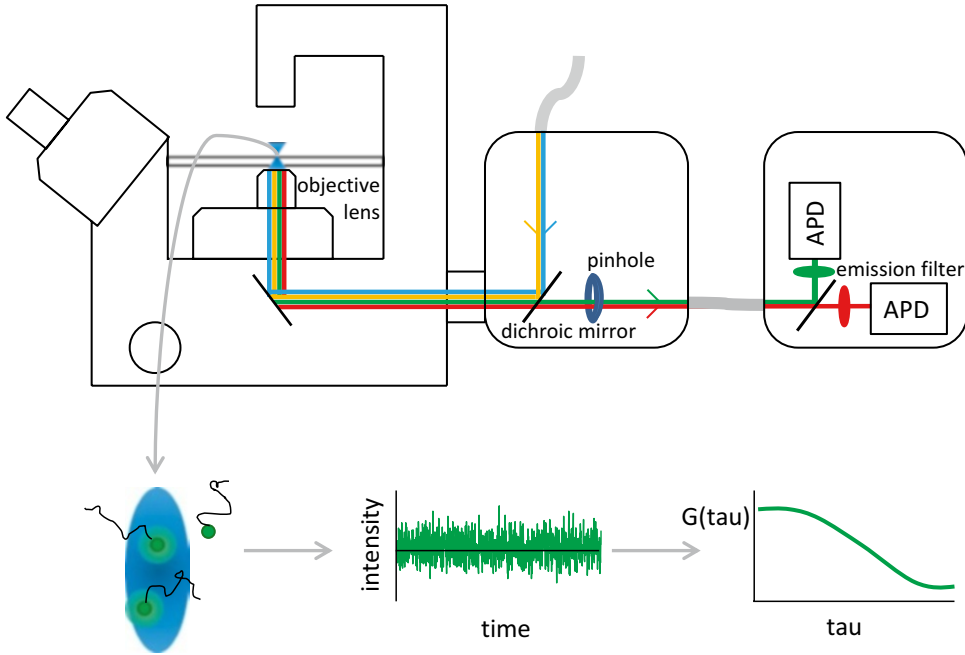 objective
lens
pinhole
dichroic mirror
APD
emission filter
APD
intensity
time
G(tau)
tau